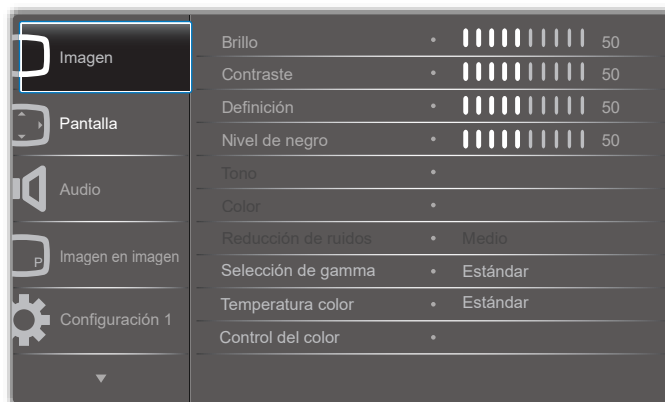 Imagen
Pantalla
Audio
P
Imagen en imagen
Configuración 1
Brillo • 50
Contraste • 50
Definición • 50
Nivel de negro • 50
Tono •
Color •
Reducción de ruidos • Medio
Selección de gamma • Estándar
Temperatura color • Estándar
Control del color •